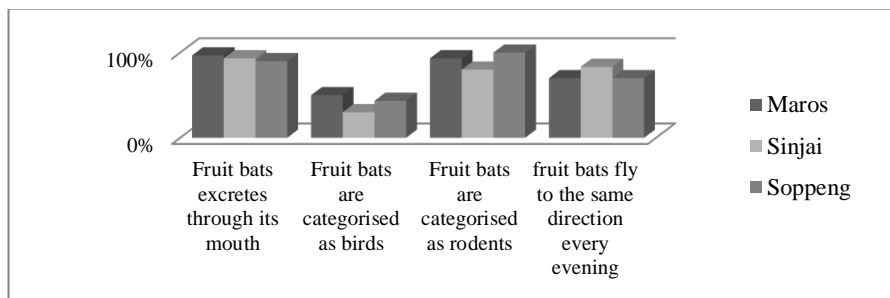 100%
0%
Fruit bats
excretes
through its
mouth
Fruit bats
are
categorised
as birds
Fruit bats
are
categorised
as rodents
fruit bats fly
to the same
direction
every
evening
Maros
Sinjai
Soppeng